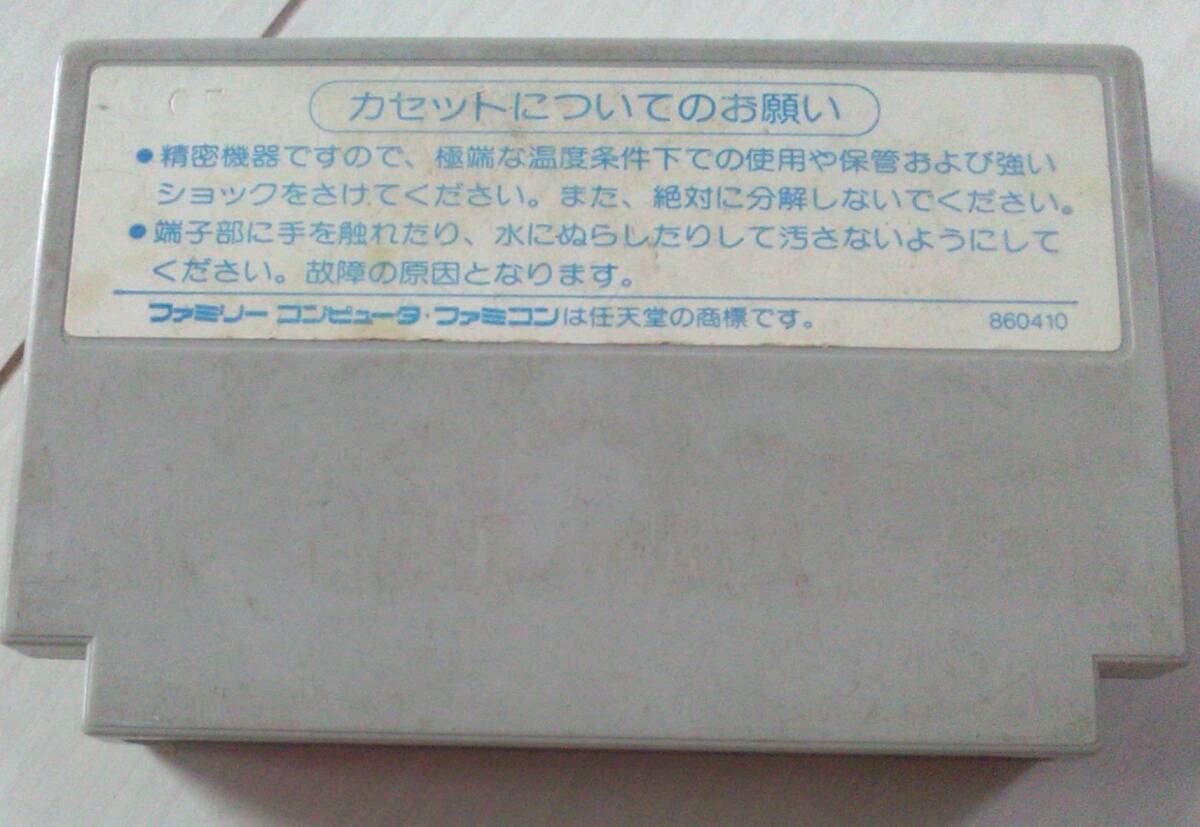 カセットについてのお願い
●精密機器ですので、極端な温度条件下での使用や保管および強い
ショックをさけてください。また、絶対に分解しないでください。
●端子部に手を触れたり、水にぬらしたりして汚さないようにして
ください。故障の原因となります。
ファミリー コンピュータ・ファミコンは任天堂の商標です。 860410